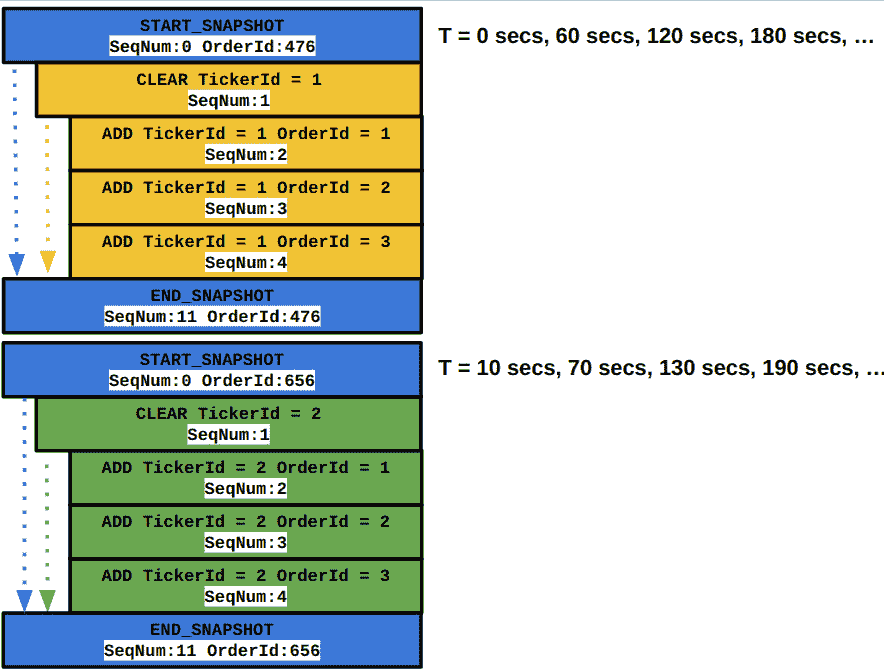 START_SNAPSHOT
SeqNum:0 OrderId:476
T = 0 secs, 60 secs, 120 secs, 180 secs, ...
CLEAR TickerId = 1
SeqNum:1
ADD TickerId = 1 OrderId = 1
SeqNum:2
ADD TickerId = 1 OrderId = 2
SeqNum:3
ADD TickerId = 1 OrderId = 3
SeqNum:4
END_SNAPSHOT
SeqNum:11 OrderId:476
START_SNAPSHOT
SeqNum:0 OrderId:656
T = 10 secs, 70 secs, 130 secs, 190 secs, ...
CLEAR TickerId = 2
SeqNum:1
ADD TickerId = 2 OrderId = 1
SeqNum:2
ADD TickerId = 2 OrderId = 2
SeqNum:3
ADD TickerId = 2 OrderId = 3
SeqNum:4
END_SNAPSHOT
SeqNum:11 OrderId:656